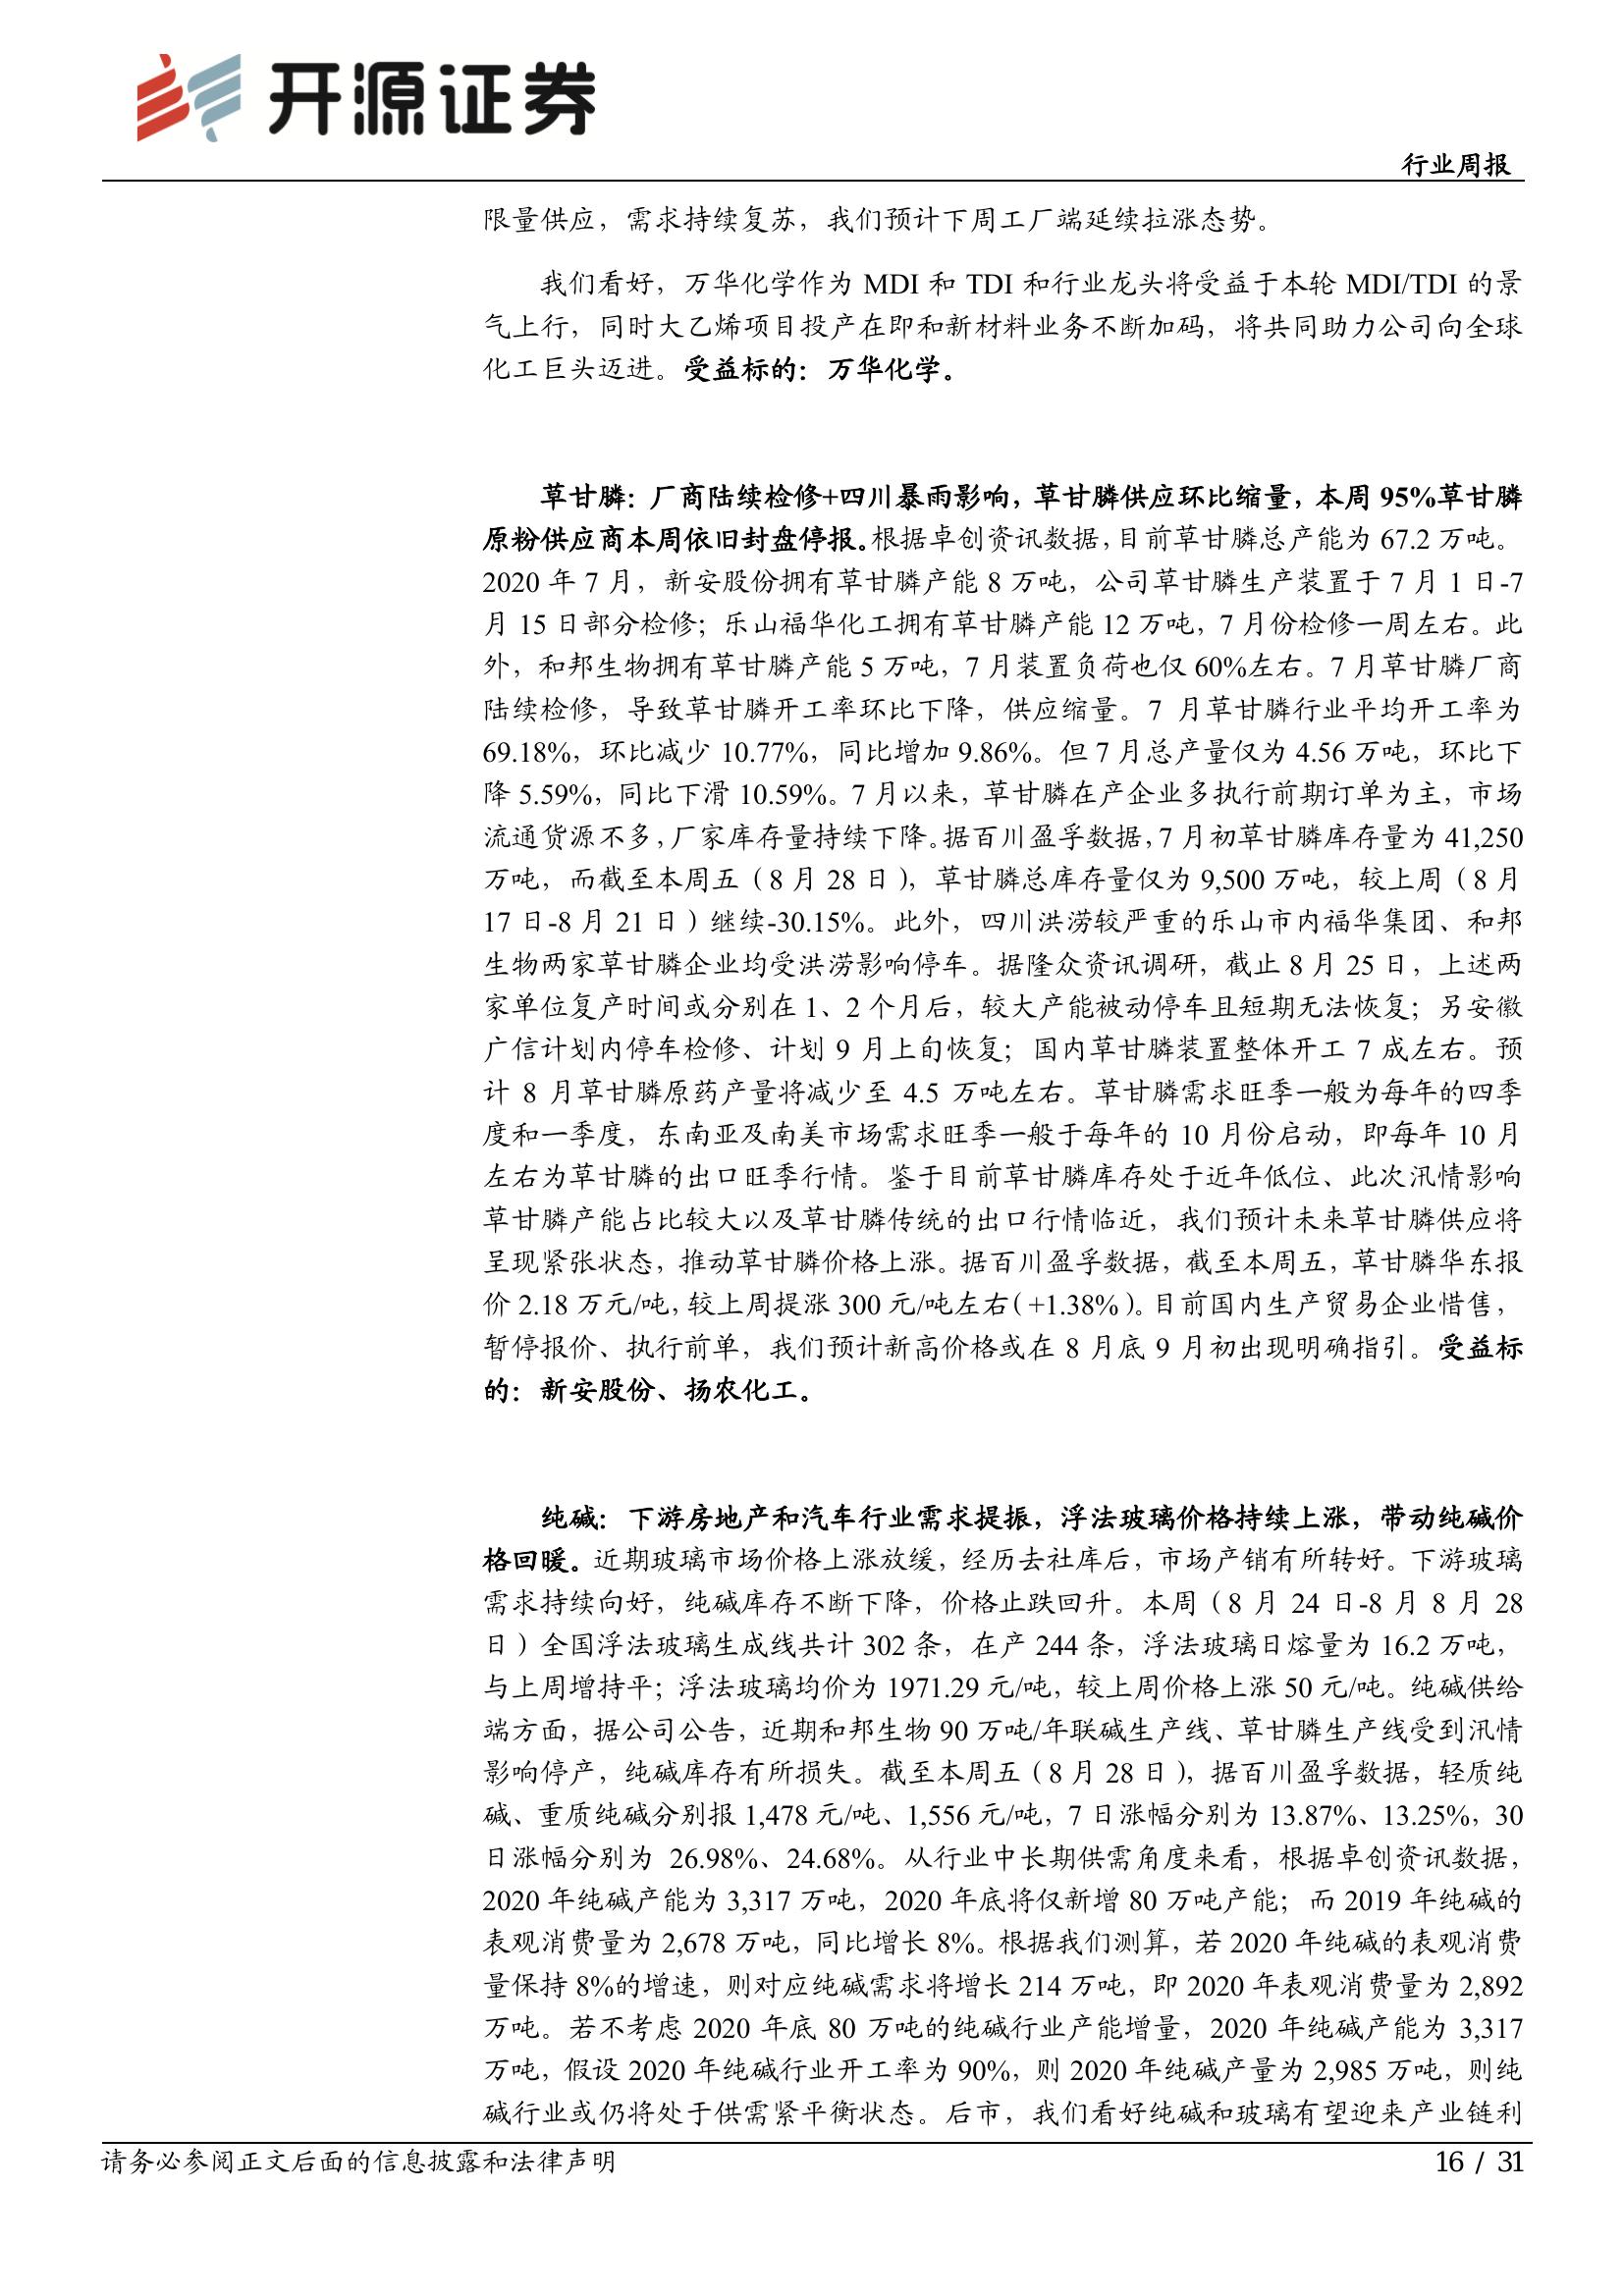 开源证券
行业周报
限量供应，需求持续复苏，我们预计下周工厂端延续拉涨态势。
我们看好，万华化学作为 MDI 和 TDI 和行业龙头将受益于本轮 MDI/TDI 的景
气上行，同时大乙烯项目投产在即和新材料业务不断加码，将共同助力公司向全球
化工巨头迈进。受益标的：万华化学。
草甘膦：厂商陆续检修+四川暴雨影响，草甘膦供应环比缩量，本周 95%草甘膦
原粉供应商本周依旧封盘停报。根据卓创资讯数据，目前草甘膦总产能为 67.2 万吨。
2020 年 7 月，新安股份拥有草甘膦产能 8 万吨，公司草甘膦生产装置于 7 月 1 日-7
月 15 日部分检修；乐山福华化工拥有草甘膦产能 12 万吨，7 月份检修一周左右。此
外，和邦生物拥有草甘膦产能 5 万吨，7 月装置负荷也仅 60%左右。7 月草甘膦厂商
陆续检修，导致草甘膦开工率环比下降，供应缩量。7 月草甘膦行业平均开工率为
69.18%，环比减少 10.77%，同比增加 9.86%。但 7 月总产量仅为 4.56 万吨，环比下
降 5.59%，同比下滑 10.59%。7 月以来，草甘膦在产企业多执行前期订单为主，市场
流通货源不多，厂家库存量持续下降。据百川盈孚数据，7 月初草甘膦库存量为 41,250
万吨，而截至本周五（8 月 28 日），草甘膦总库存量仅为 9,500 万吨，较上周（8 月
17 日-8 月 21 日）继续-30.15%。此外，四川洪涝较严重的乐山市内福华集团、和邦
生物两家草甘膦企业均受洪涝影响停车。据隆众资讯调研，截止 8 月 25 日，上述两
家单位复产时间或分别在 1、2 个月后，较大产能被动停车且短期无法恢复；另安徽
广信计划内停车检修、计划 9 月上旬恢复；国内草甘膦装置整体开工 7 成左右。预
计 8 月草甘膦原药产量将减少至 4.5 万吨左右。草甘膦需求旺季一般为每年的四季
度和一季度，东南亚及南美市场需求旺季一般于每年的 10 月份启动，即每年 10 月
左右为草甘膦的出口旺季行情。鉴于目前草甘膦库存处于近年低位、此次汛情影响
草甘膦产能占比较大以及草甘膦传统的出口行情临近，我们预计未来草甘膦供应将
呈现紧张状态，推动草甘膦价格上涨。据百川盈孚数据，截至本周五，草甘膦华东报
价 2.18 万元/吨，较上周提涨 300 元/吨左右（+1.38%）。目前国内生产贸易企业惜售，
暂停报价、执行前单，我们预计新高价格或在 8 月底 9 月初出现明确指引。受益标
的：新安股份、扬农化工。
纯碱：下游房地产和汽车行业需求提振，浮法玻璃价格持续上涨，带动纯碱价
格回暖。近期玻璃市场价格上涨放缓，经历去社库后，市场产销有所转好。下游玻璃
需求持续向好，纯碱库存不断下降，价格止跌回升。本周（8 月 24 日-8 月 8 月 28
日）全国浮法玻璃生成线共计 302 条，在产 244 条，浮法玻璃日熔量为 16.2 万吨，
与上周增持平；浮法玻璃均价为 1971.29 元/吨，较上周价格上涨 50 元/吨。纯碱供给
端方面，据公司公告，近期和邦生物 90 万吨/年联碱生产线、草甘膦生产线受到汛情
影响停产，纯碱库存有所损失。截至本周五（8 月 28 日），据百川盈孚数据，轻质纯
碱、重质纯碱分别报 1,478 元/吨、1,556 元/吨，7 日涨幅分别为 13.87%、13.25%，30
日涨幅分别为 26.98%、24.68%。从行业中长期供需角度来看，根据卓创资讯数据，
2020 年纯碱产能为 3,317 万吨，2020 年底将仅新增 80 万吨产能；而 2019 年纯碱的
表观消费量为 2,678 万吨，同比增长 8%。根据我们测算，若 2020 年纯碱的表观消费
量保持 8%的增速，则对应纯碱需求将增长 214 万吨，即 2020 年表观消费量为 2,892
万吨。若不考虑 2020 年底 80 万吨的纯碱行业产能增量，2020 年纯碱产能为 3,317
万吨，假设 2020 年纯碱行业开工率为 90%，则 2020 年纯碱产量为 2,985 万吨，则纯
碱行业或仍将处于供需紧平衡状态。后市，我们看好纯碱和玻璃有望迎来产业链利
请务必参阅正文后面的信息披露和法律声明
16 / 31